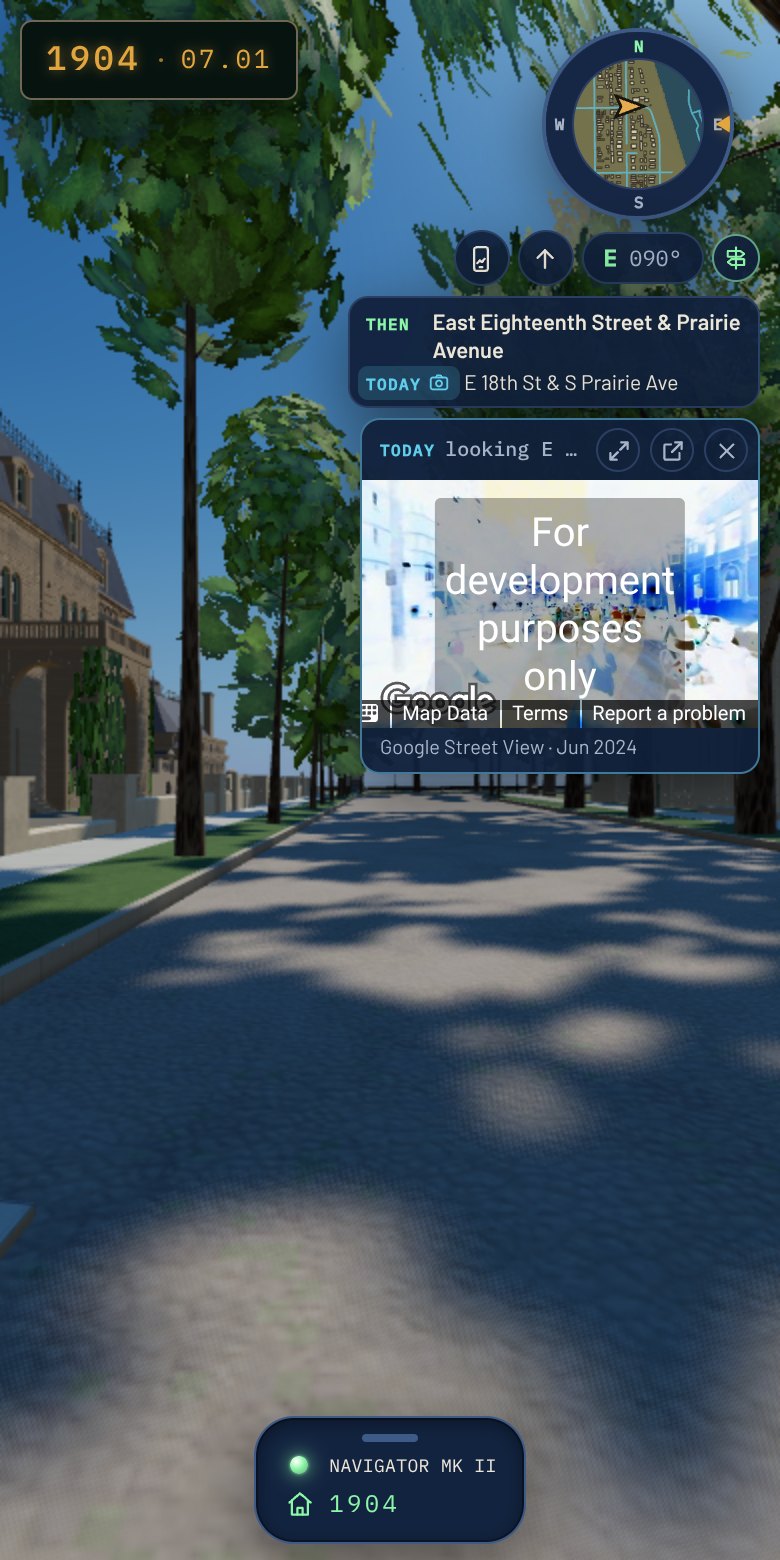 1904 · 07.01
N
W
E
S
E 090°
THEN East Eighteenth Street & Prairie
Avenue
TODAY E 18th St & S Prairie Ave
TODAY looking E …
For
development
purposes
only
Google
Map Data
Terms
Report a problem
Google Street View · Jun 2024
NAVIGATOR MK II
1904